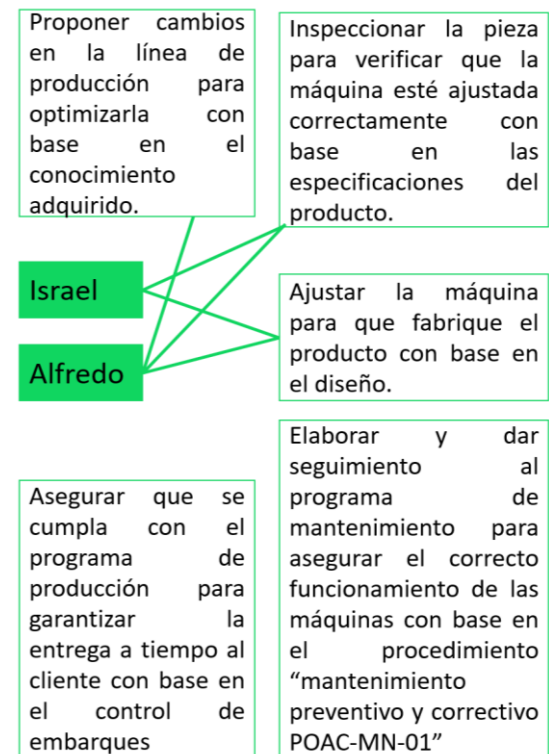 Proponer cambios
en la línea de
producción para
optimizarla con
base en el
conocimiento
adquirido.
Inspeccionar la pieza
para verificar que la
máquina esté ajustada
correctamente con
base en las
especificaciones del
producto.
Israel
Alfredo
Ajustar la máquina
para que fabrique el
producto con base en
el diseño.
Asegurar que se
cumpla con el
programa de
producción para
garantizar la
entrega a tiempo al
cliente con base en
el control de
embarques
Elaborar y dar
seguimiento al
programa de
mantenimiento para
asegurar el correcto
funcionamiento de las
máquinas con base en
el procedimiento
“mantenimiento
preventivo y correctivo
POAC-MN-01”